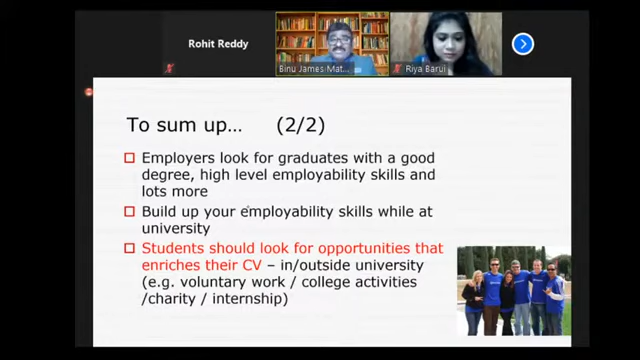 Rohit Reddy
Binu James Mat...
Riya Barui
To sum up… (2/2)
Employers look for graduates with a good
degree, high level employability skills and
lots more
Build up your employability skills while at
university
Students should look for opportunities that
enriches their CV – in/outside university
(e.g. voluntary work / college activities
/charity / internship)